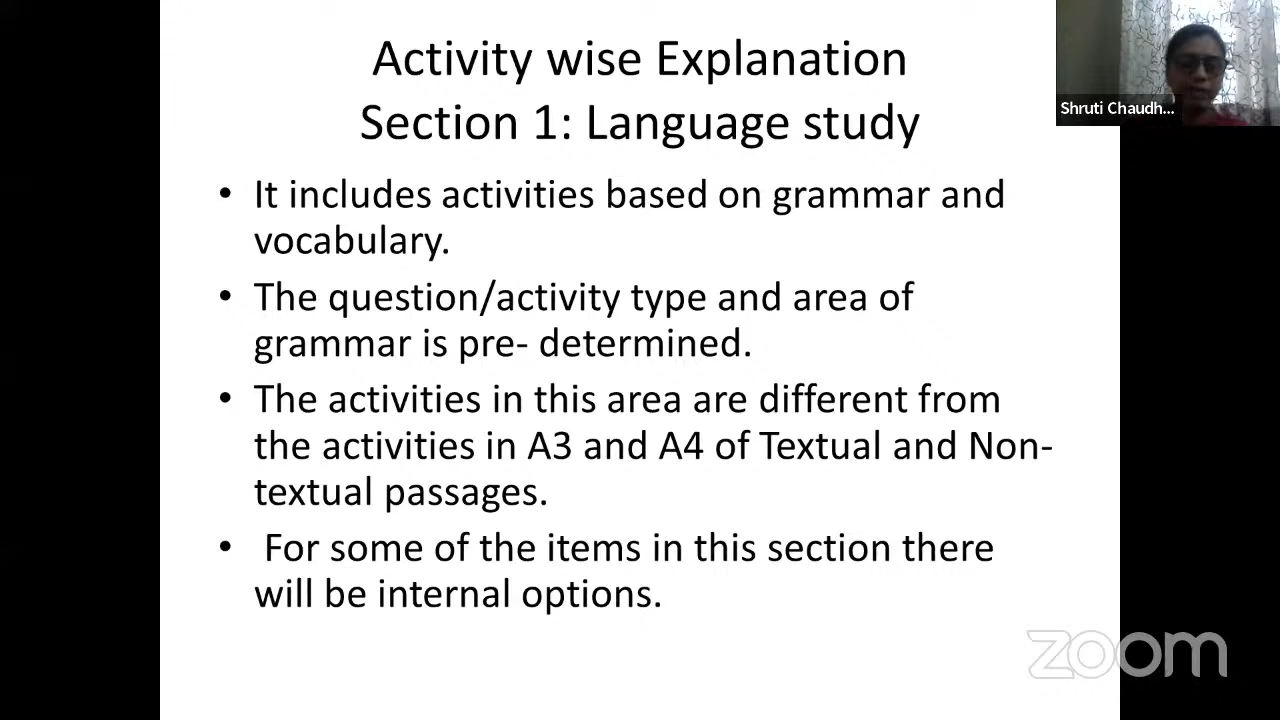 Activity wise Explanation
Section 1: Language study
• It includes activities based on grammar and
vocabulary.
• The question/activity type and area of
grammar is pre- determined.
• The activities in this area are different from
the activities in A3 and A4 of Textual and Non-
textual passages.
• For some of the items in this section there
will be internal options.
Shruti Chaudh...
zoom